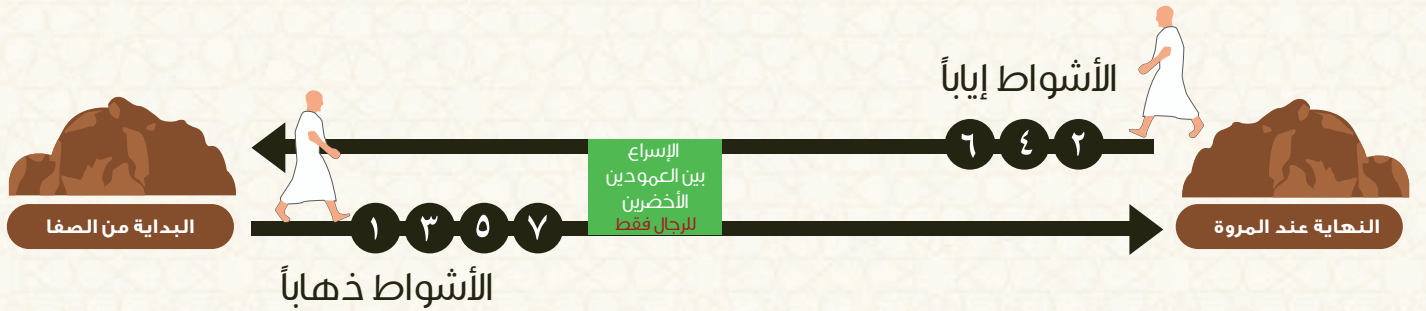 الأشواط إياباً
٢ ٤ ٦
الإسراع
بين العمودين
الأخضرين
للرجال فقط
النهاية عند المروة
البداية من الصفا
١ ٣ ٥ ٧
الأشواط ذهاباً